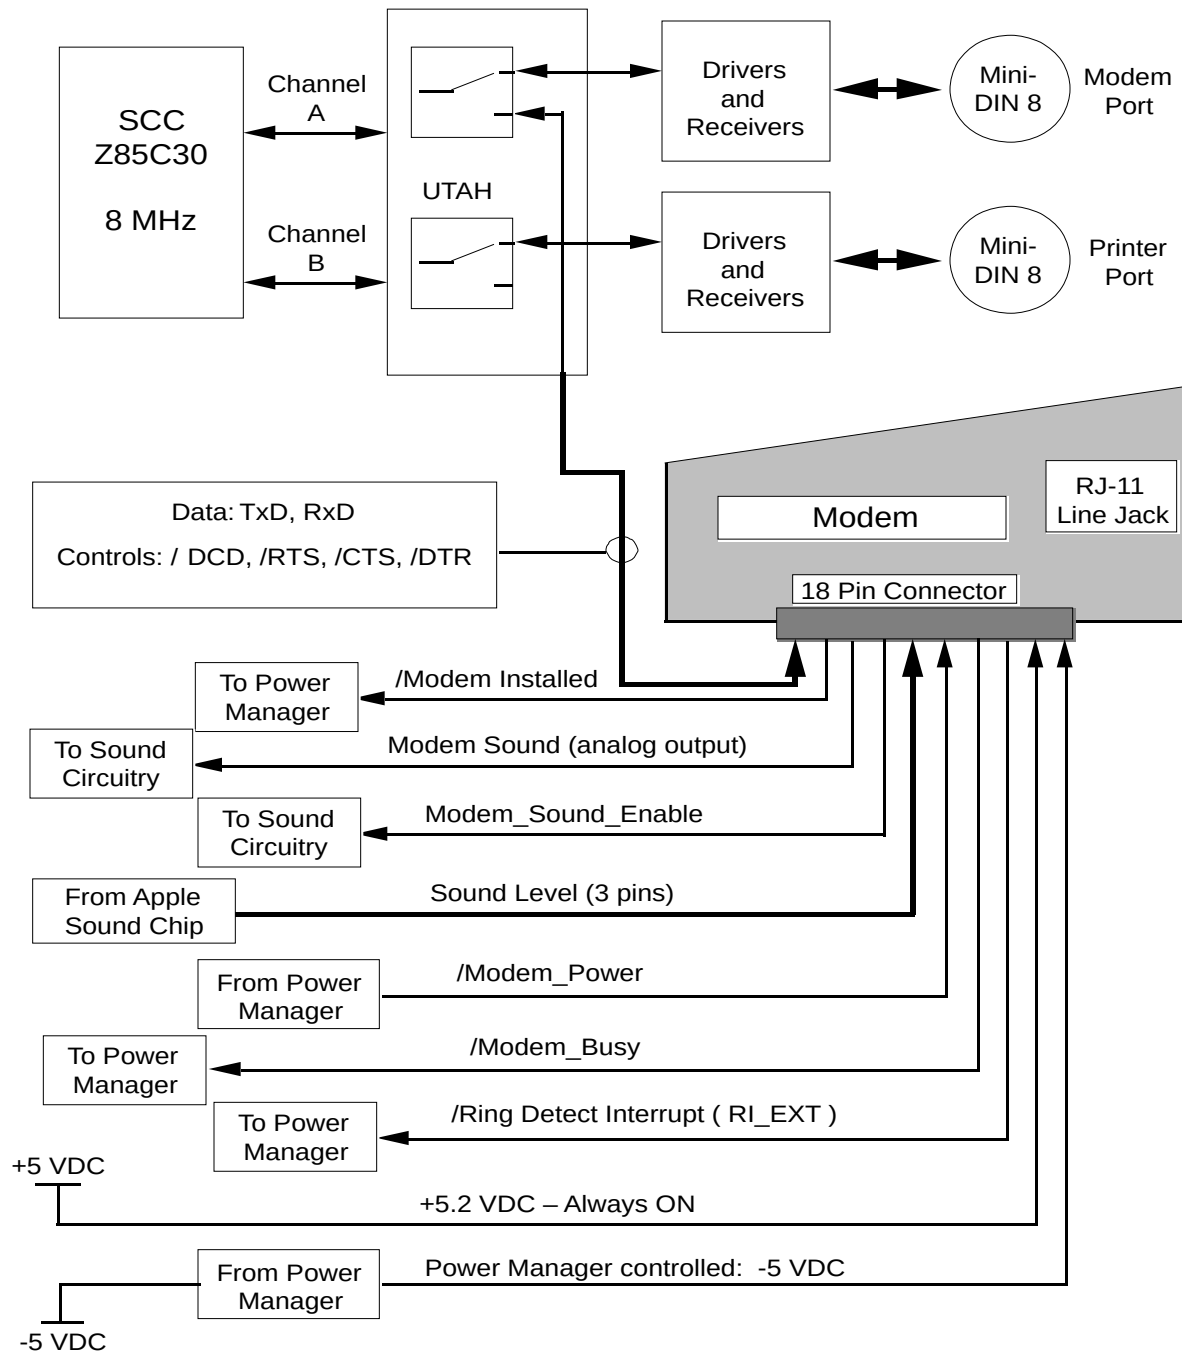 SCC
Z85C30
8 MHz
Channel
A
Channel
B
UTAH
Drivers
and
Receivers
Mini-
DIN 8
Modem
Port
Drivers
and
Receivers
Mini-
DIN 8
Printer
Port
Data: TxD, RxD
Controls: / DCD, /RTS, /CTS, /DTR
Modem
RJ-11
Line Jack
18 Pin Connector
To Power
Manager
/Modem Installed
To Sound
Circuitry
Modem Sound (analog output)
To Sound
Circuitry
Modem_Sound_Enable
From Apple
Sound Chip
Sound Level (3 pins)
From Power
Manager
/Modem_Power
To Power
Manager
/Modem_Busy
To Power
Manager
/Ring Detect Interrupt ( RI_EXT )
+5 VDC
+5.2 VDC – Always ON
From Power
Manager
Power Manager controlled:  -5 VDC
-5 VDC